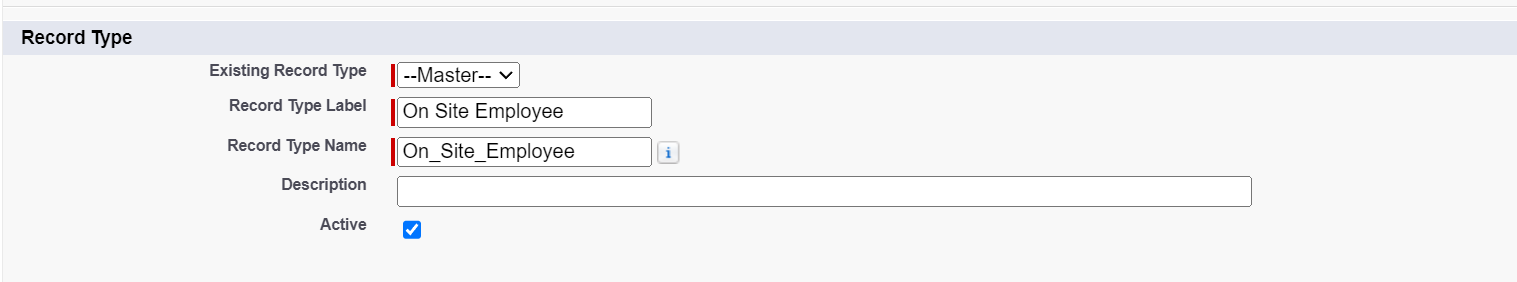 Record Type
Existing Record Type --Master--
Record Type Label On Site Employee
Record Type Name On_Site_Employee i
Description
Active